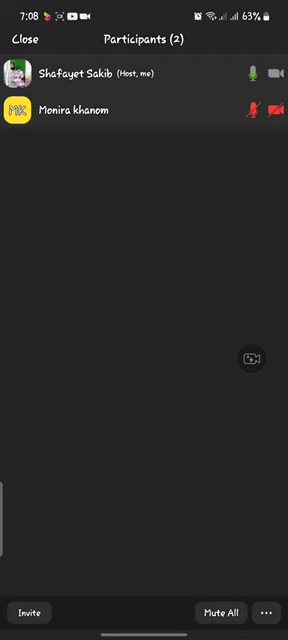 7:08 63%
Close Participants (2)
Shafayet Sakib (Host, me)
MK Monira khanom
Invite Mute All